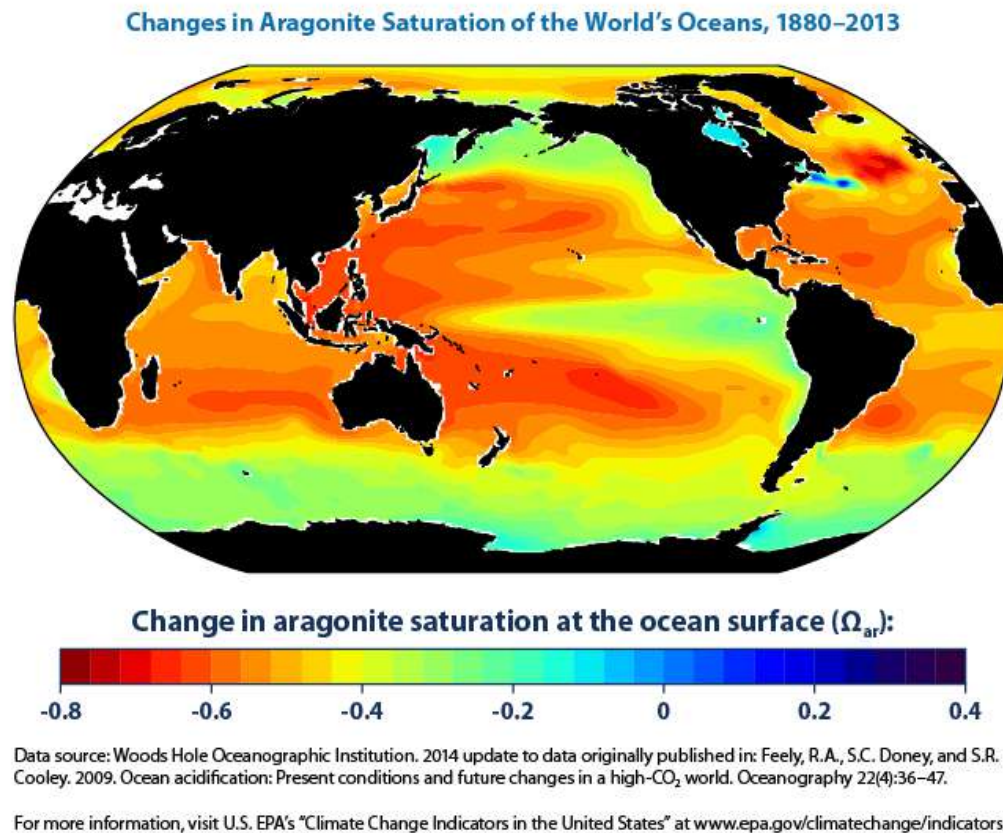 Changes in Aragonite Saturation of the World's Oceans, 1880–2013
Change in aragonite saturation at the ocean surface (Ωar):
-0.8 -0.6 -0.4 -0.2 0 0.2 0.4
Data source: Woods Hole Oceanographic Institution. 2014 update to data originally published in: Feely, R.A., S.C. Doney, and S.R.
Cooley. 2009. Ocean acidification: Present conditions and future changes in a high-CO₂ world. Oceanography 22(4):36–47.
For more information, visit U.S. EPA's "Climate Change Indicators in the United States" at www.epa.gov/climatechange/indicators